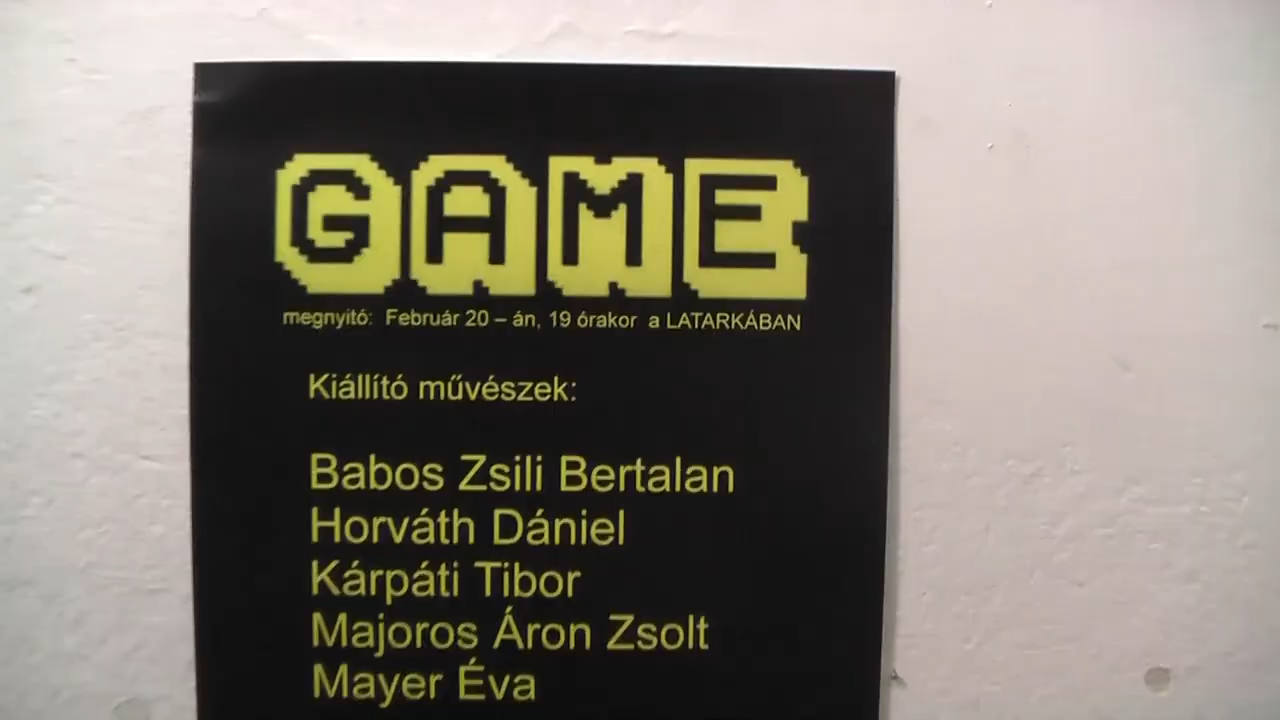 GAME
megnyitó: Február 20 – án, 19 órakor a LATARKÁBAN
Kiállító művészek:
Babos Zsili Bertalan
Horváth Dániel
Kárpáti Tibor
Majoros Áron Zsolt
Mayer Éva